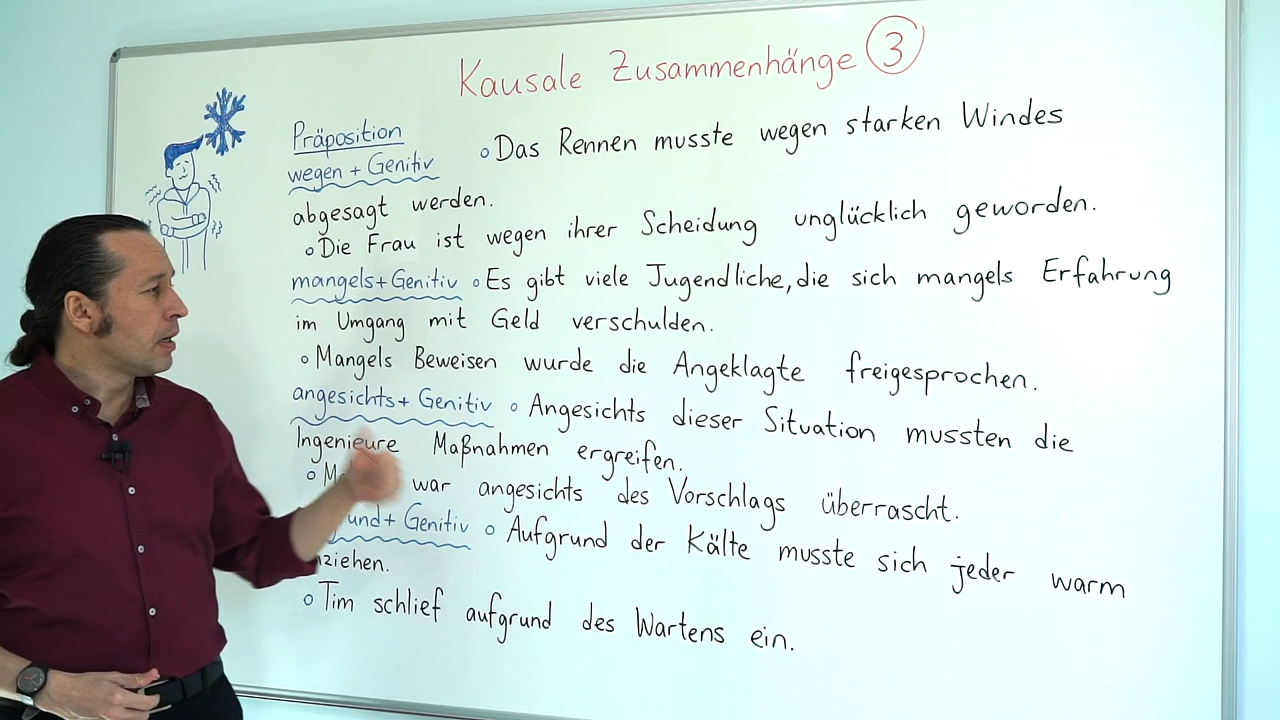 Kausale Zusammenhänge 3
Präposition
wegen + Genitiv
∘ Das Rennen musste wegen starken Windes
abgesagt werden.
∘ Die Frau ist wegen ihrer Scheidung unglücklich geworden.
mangels + Genitiv ∘ Es gibt viele Jugendliche, die sich mangels Erfahrung
im Umgang mit Geld verschulden.
∘ Mangels Beweisen wurde die Angeklagte freigesprochen.
angesichts + Genitiv ∘ Angesichts dieser Situation mussten die
Ingenieure Maßnahmen ergreifen.
∘ war angesichts des Vorschlags überrascht.
+ Genitiv ∘ Aufgrund der Kälte musste sich jeder warm
∘ Tim schlief aufgrund des Wartens ein.